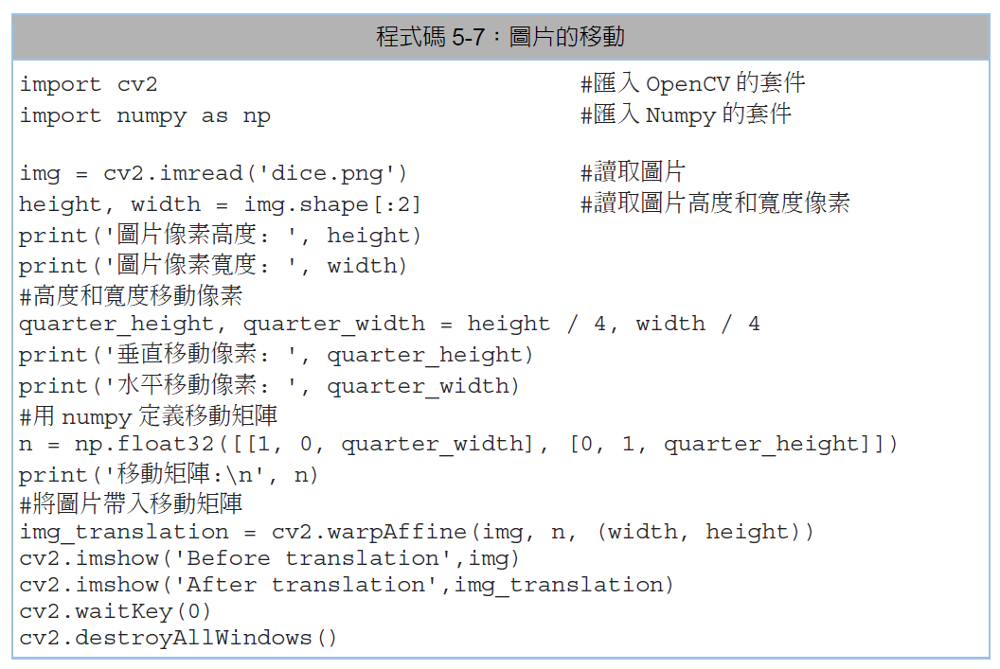 程式碼 5-7：圖片的移動
import cv2 #匯入 OpenCV 的套件
import numpy as np #匯入 Numpy 的套件
img = cv2.imread('dice.png') #讀取圖片
height, width = img.shape[:2] #讀取圖片高度和寬度像素
print('圖片像素高度: ', height)
print('圖片像素寬度: ', width)
#高度和寬度移動像素
quarter_height, quarter_width = height / 4, width / 4
print('垂直移動像素: ', quarter_height)
print('水平移動像素: ', quarter_width)
#用 numpy 定義移動矩陣
n = np.float32([[1, 0, quarter_width], [0, 1, quarter_height]])
print('移動矩陣:\n', n)
#將圖片帶入移動矩陣
img_translation = cv2.warpAffine(img, n, (width, height))
cv2.imshow('Before translation',img)
cv2.imshow('After translation',img_translation)
cv2.waitKey(0)
cv2.destroyAllWindows()